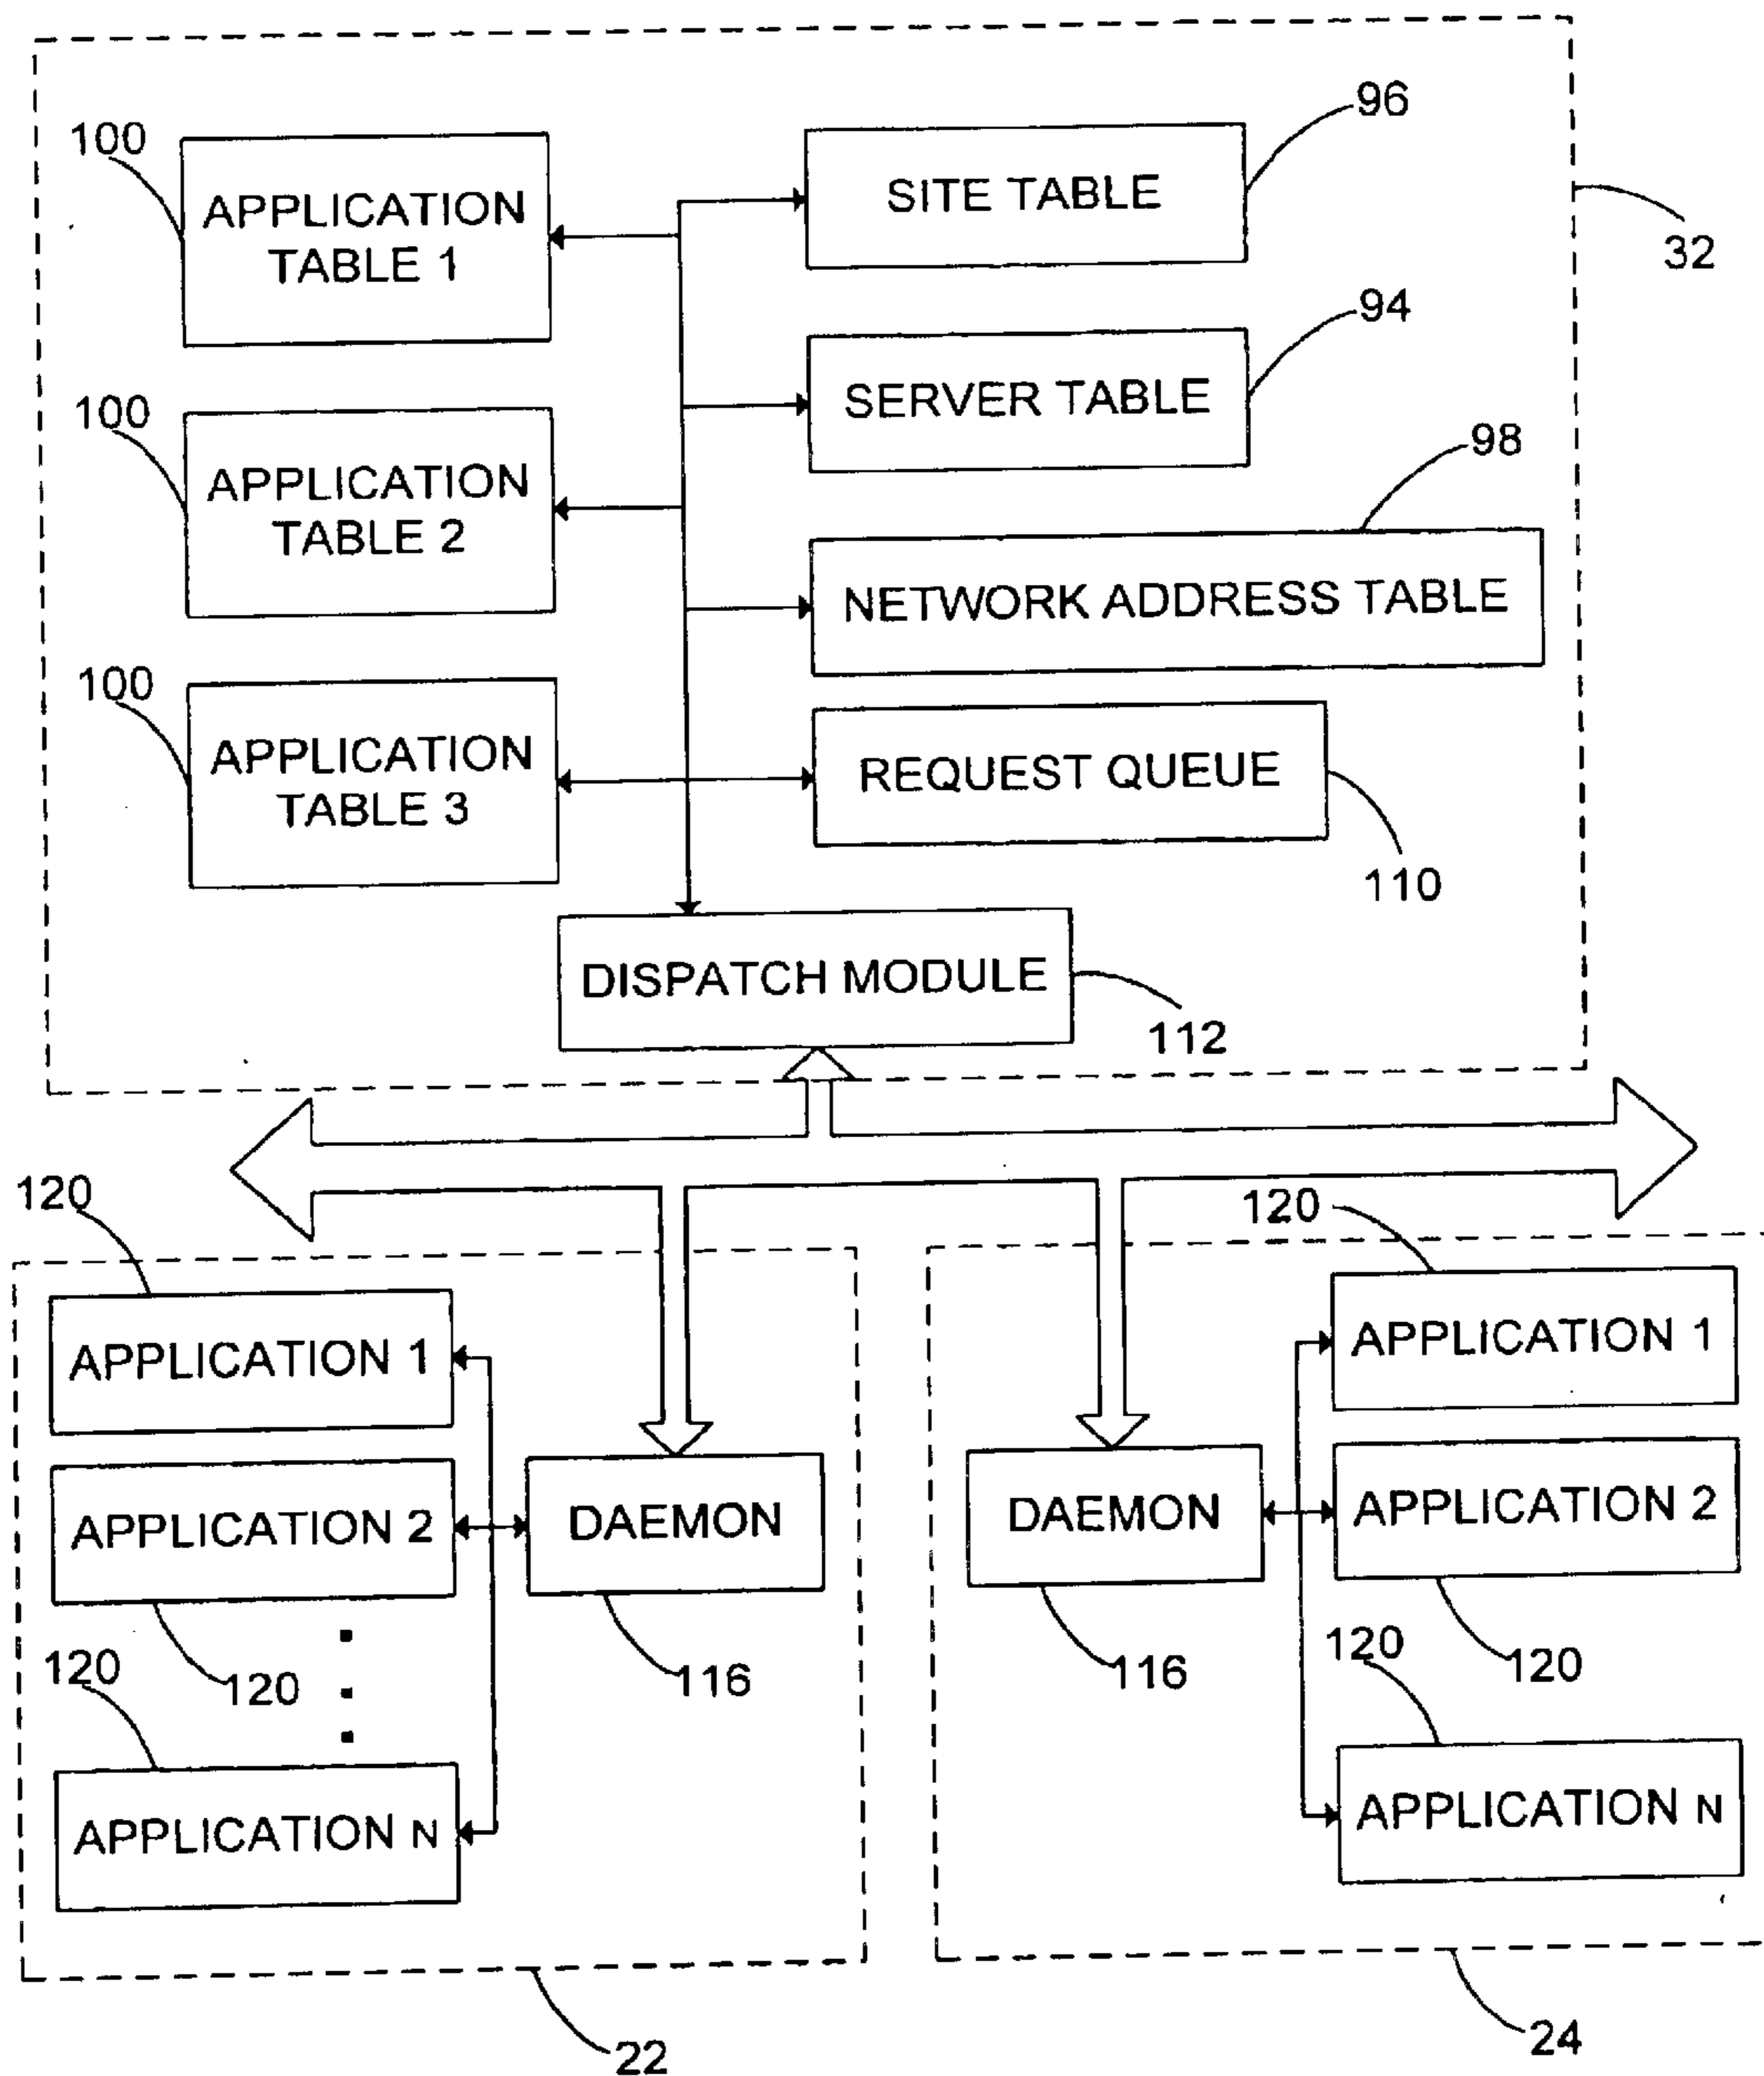 96
100
SITE TABLE
APPLICATION
TABLE 1
32
94
100
SERVER TABLE
98
APPLICATION
TABLE 2
NETWORK ADDRESS TABLE
100
REQUEST QUEUE
APPLICATION
TABLE 3
110
DISPATCH MODULE
112
120
120
APPLICATION 1
APPLICATION 1
APPLICATION 2
DAEMON
DAEMON
APPLICATION 2
120
120
116
116
120
120
APPLICATION N
APPLICATION N
22
24